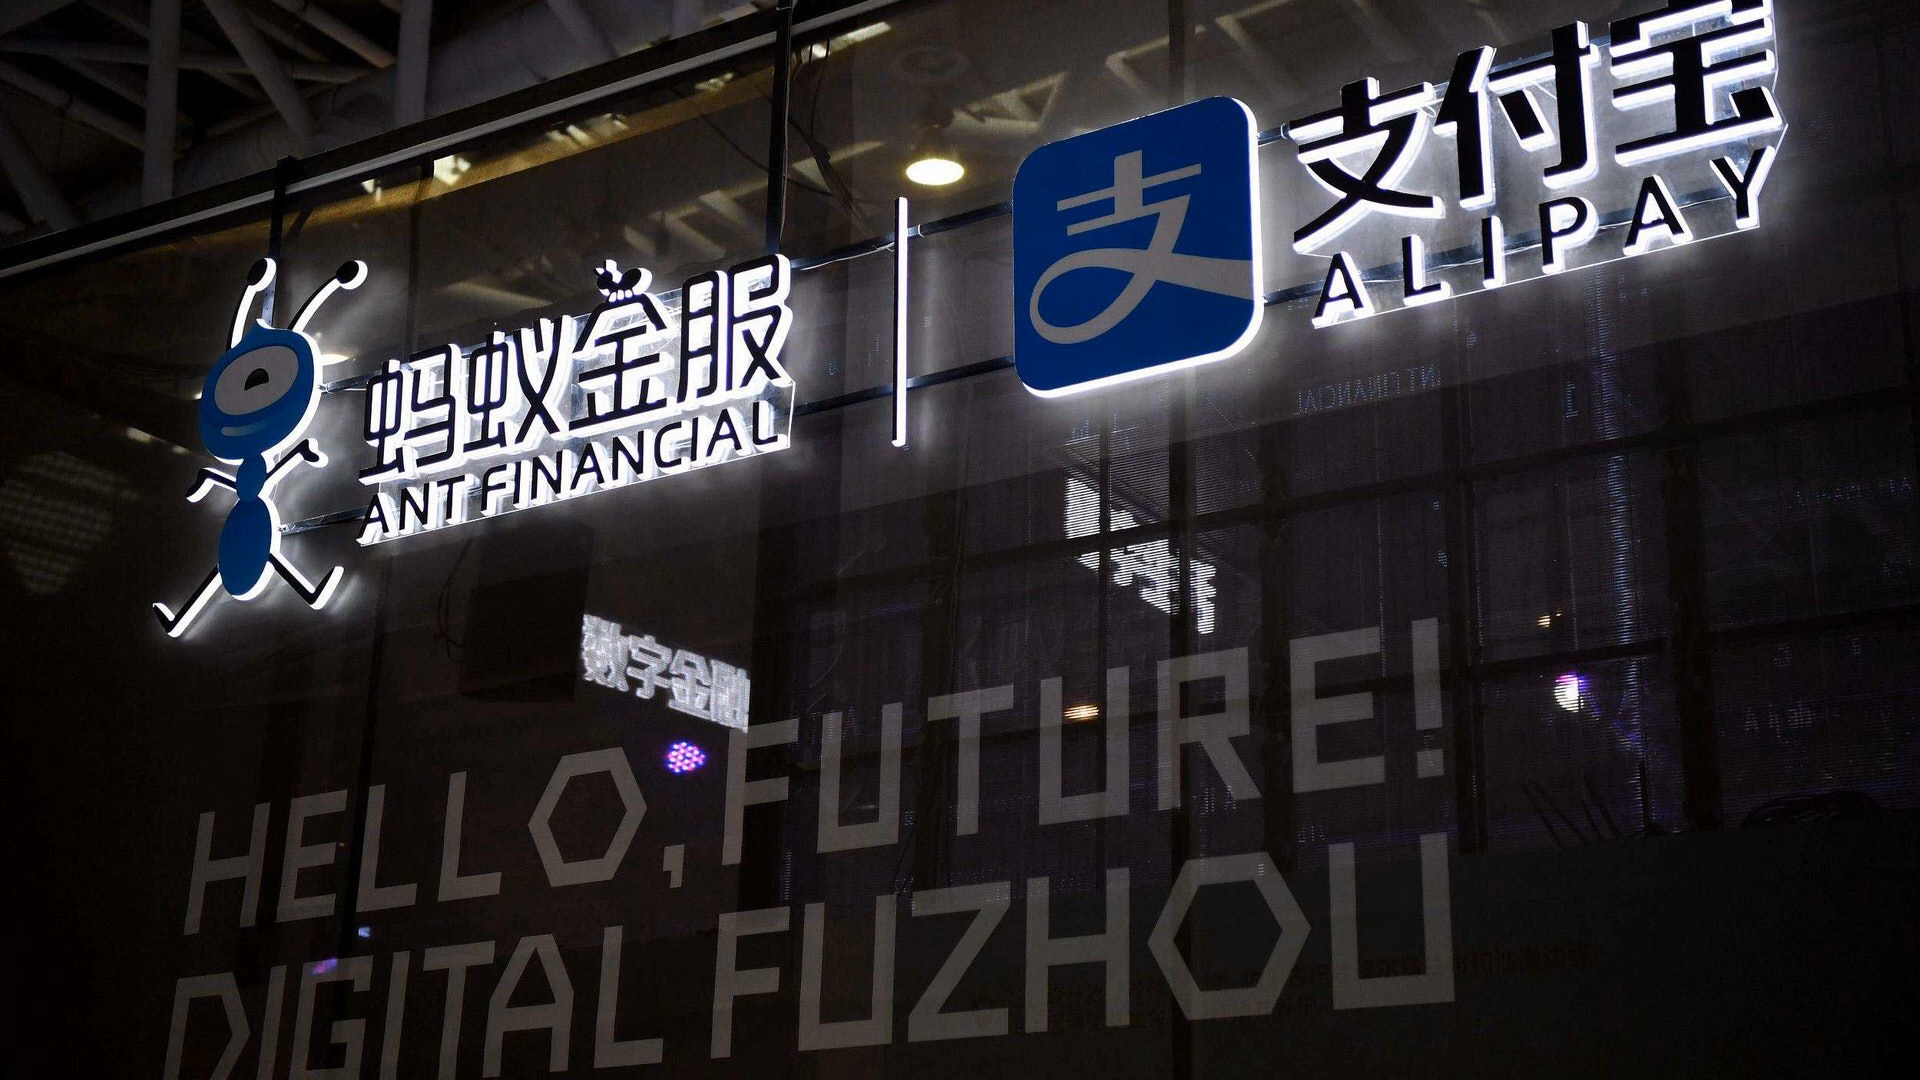 蚂蚁金服
ANT FINANCIAL
支
支付宝
ALIPAY
数字金融
HELLO, FUTURE!
DIGITAL FUZHOU